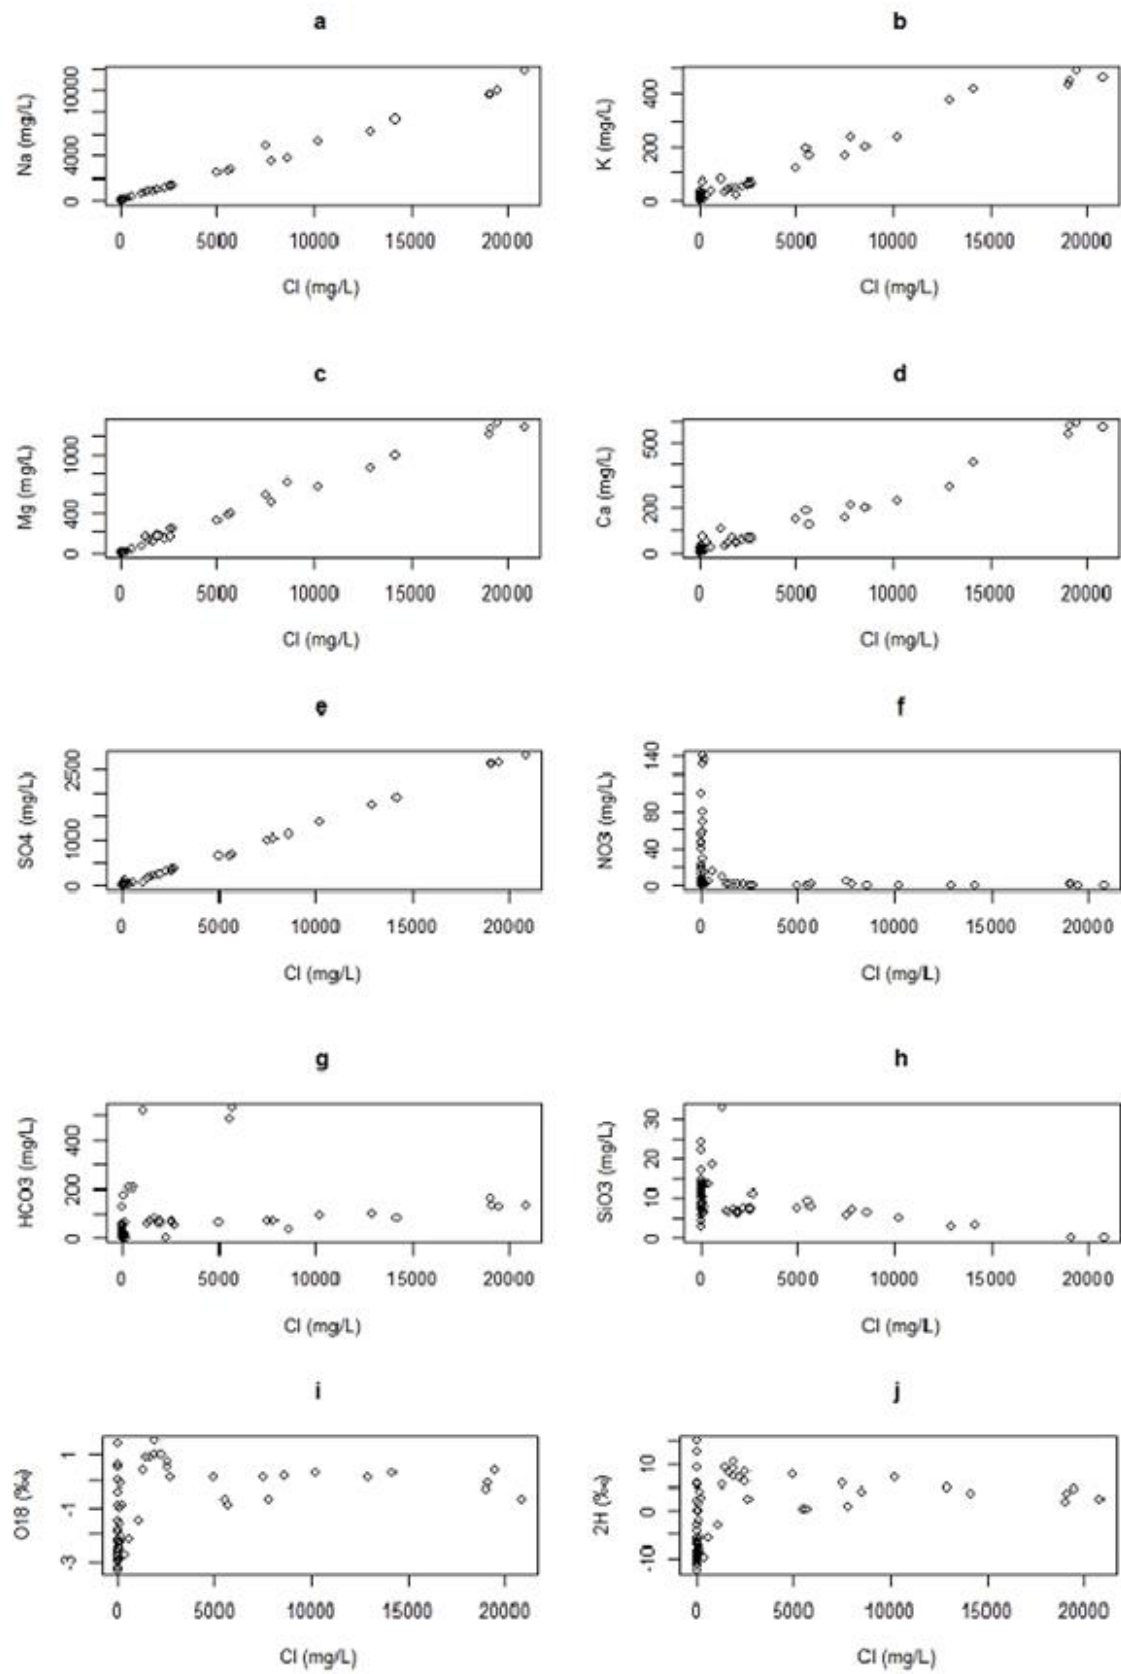 a
b
Na (mg/L)
10000
4000
0
0 5000 10000 15000 20000
Cl (mg/L)
K (mg/L)
400
200
0
0 5000 10000 15000 20000
Cl (mg/L)
c
d
Mg (mg/L)
1000
400
0
0 5000 10000 15000 20000
Cl (mg/L)
Ca (mg/L)
500
200
0
0 5000 10000 15000 20000
Cl (mg/L)
e
f
SO4 (mg/L)
2500
1000
0
0 5000 10000 15000 20000
Cl (mg/L)
NO3 (mg/L)
140
80
40
0
0 5000 10000 15000 20000
Cl (mg/L)
g
h
HCO3 (mg/L)
400
200
0
0 5000 10000 15000 20000
Cl (mg/L)
SiO3 (mg/L)
30
20
10
0
0 5000 10000 15000 20000
Cl (mg/L)
i
j
O18 (‰)
1
-1
-3
0 5000 10000 15000 20000
Cl (mg/L)
2H (‰)
10
0
-10
0 5000 10000 15000 20000
Cl (mg/L)